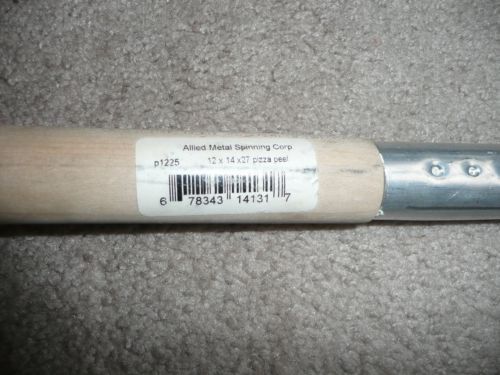 Allied Metal Spinning Corp
p1225 12 x 14 x27 pizza peel
6 78343 14131 7